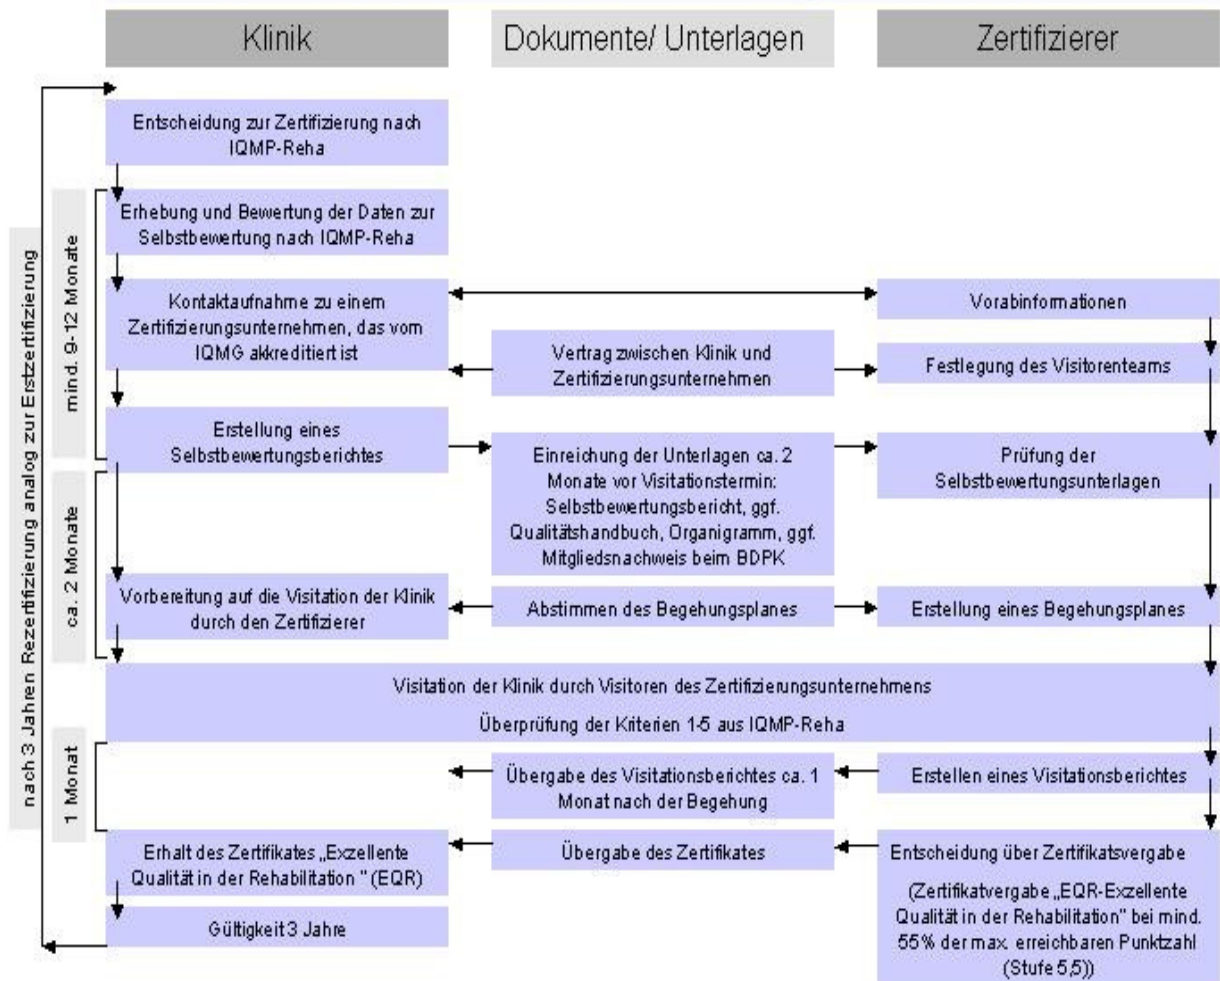 Klinik
Dokumente/ Unterlagen
Zertifizierer
Entscheidung zur Zertifizierung nach
IQMP-Reha
Erhebung und Bewertung der Daten zur
Selbstbewertung nach IQMP-Reha
Kontaktaufnahme zu einem
Zertifizierungsunternehmen, das vom
IQMG akkreditiert ist
Vorabinformationen
Vertrag zwischen Klinik und
Zertifizierungsunternehmen
Festlegung des Visitorenteams
Erstellung eines
Selbstbewertungsberichtes
Einreichung der Unterlagen ca. 2
Monate vor Visitationstermin:
Selbstbewertungsbericht, ggf.
Qualitätshandbuch, Organigramm, ggf.
Mitgliedsnachweis beim BDPK
Prüfung der
Selbstbewertungsunterlagen
Vorbereitung auf die Visitation der Klinik
durch den Zertifizierer
Abstimmen des Begehungsplanes
Erstellung eines Begehungsplanes
Visitation der Klinik durch Visitoren des Zertifizierungsunternehmens
Überprüfung der Kriterien 1-5 aus IQMP-Reha
Übergabe des Visitationsberichtes ca. 1
Monat nach der Begehung
Erstellen eines Visitationsberichtes
Erhalt des Zertifikates „Exzellente
Qualität in der Rehabilitation " (EQR)
Übergabe des Zertifikates
Entscheidung über Zertifikatsvergabe
(Zertifikatvergabe „EQR-Exzellente
Qualität in der Rehabilitation" bei mind.
55% der max. erreichbaren Punktzahl
(Stufe 5,5))
Gültigkeit 3 Jahre
nach 3 Jahren Rezertifizierung analog zur Erstzertifizierung
mind. 9-12 Monate
ca. 2 Monate
1 Monat